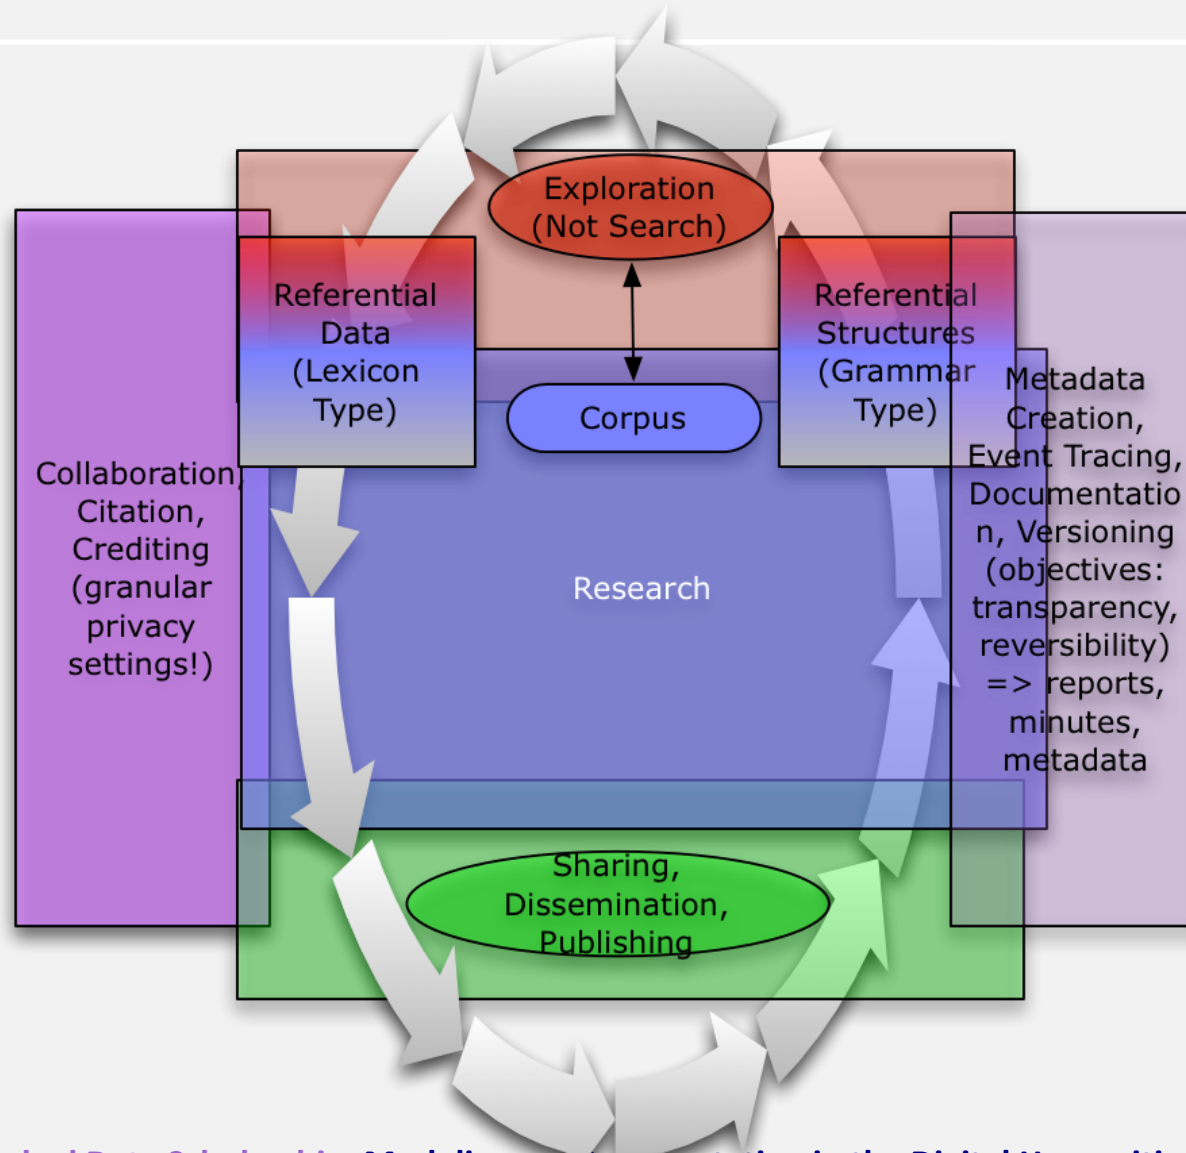 Exploration
(Not Search)
Referential
Data
(Lexicon
Type)
Referential
Structures
(Grammar
Type)
Corpus
Collaboration,
Citation,
Crediting
(granular
privacy
settings!)
Research
Metadata
Creation,
Event Tracing,
Documentatio
n, Versioning
(objectives:
transparency,
reversibility)
=> reports,
minutes,
metadata
Sharing,
Dissemination,
Publishing